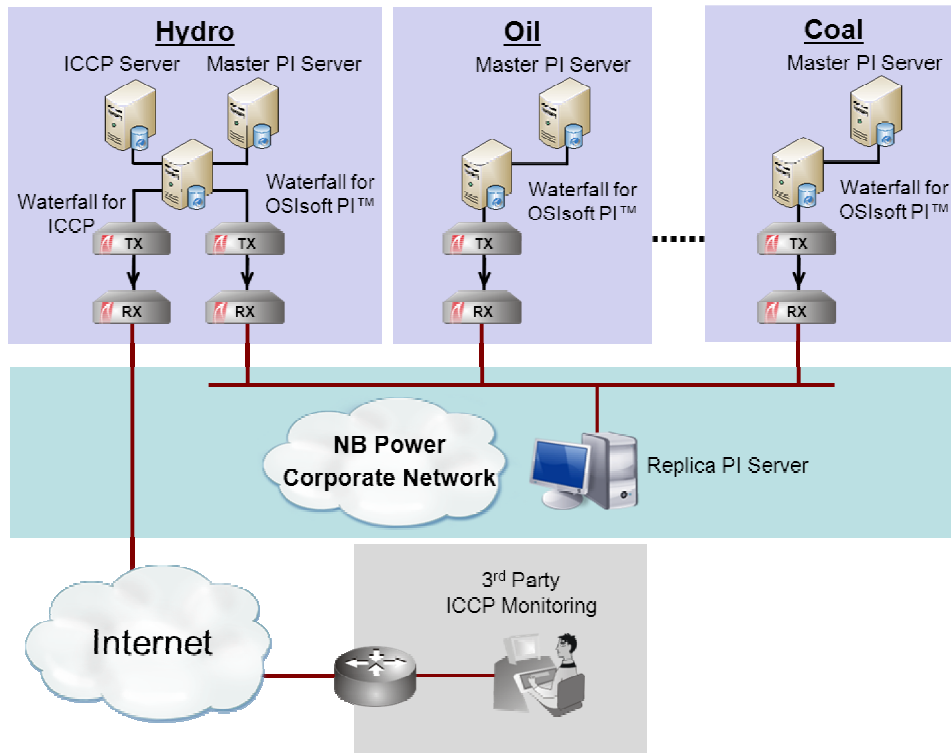 Hydro
ICCP Server
Master PI Server
Waterfall for
ICCP
Waterfall for
OSIsoft PI™
TX
TX
RX
RX
Oil
Master PI Server
Waterfall for
OSIsoft PI™
TX
RX
Coal
Master PI Server
Waterfall for
OSIsoft PI™
TX
RX
NB Power
Corporate Network
Replica PI Server
Internet
3rd Party
ICCP Monitoring